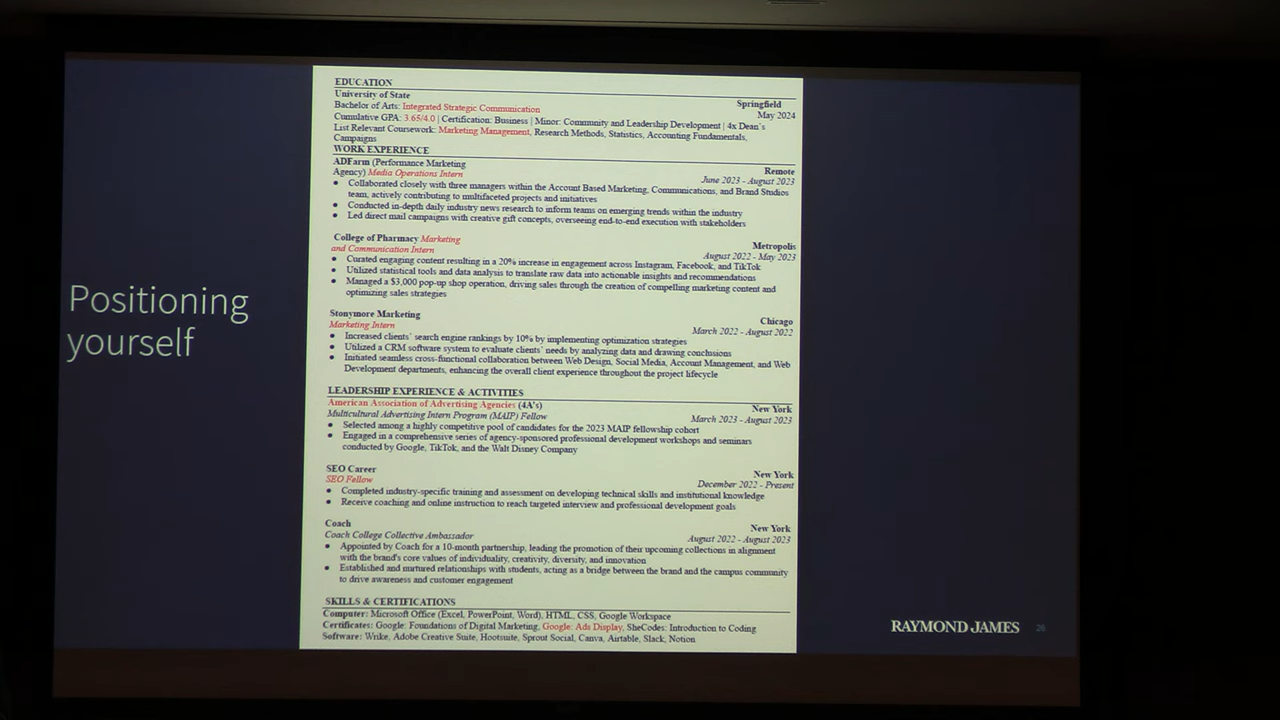 Positioning
yourself
EDUCATION
University of State Springfield
Bachelor of Arts: Integrated Strategic Communication May 2024
Cumulative GPA: 3.65/4.0 | Certification: Business | Minor: Community and Leadership Development | 4x Dean's
List Relevant Coursework: Marketing Management, Research Methods, Statistics, Accounting Fundamentals,
Campaigns
WORK EXPERIENCE
ADFarm (Performance Marketing Remote
Agency) Media Operations Intern June 2023 - August 2023
● Collaborated closely with three managers within the Account Based Marketing, Communications, and Brand Studios
team, actively contributing to multifaceted projects and initiatives
● Conducted in-depth daily industry news research to inform teams on emerging trends within the industry
● Led direct mail campaigns with creative gift concepts, overseeing end-to-end execution with stakeholders
College of Pharmacy Marketing Metropolis
and Communication Intern August 2022 - May 2023
● Curated engaging content resulting in a 20% increase in engagement across Instagram, Facebook, and TikTok
● Utilized statistical tools and data analysis to translate raw data into actionable insights and recommendations
● Managed a $3,000 pop-up shop operation, driving sales through the creation of compelling marketing content and
optimizing sales strategies
Stonymore Marketing Chicago
Marketing Intern March 2022 - August 2022
● Increased clients' search engine rankings by 10% by implementing optimization strategies
● Utilized a CRM software system to evaluate clients' needs by analyzing data and drawing conclusions
● Initiated seamless cross-functional collaboration between Web Design, Social Media, Account Management, and Web
Development departments, enhancing the overall client experience throughout the project lifecycle
LEADERSHIP EXPERIENCE & ACTIVITIES
American Association of Advertising Agencies (4A's) New York
Multicultural Advertising Intern Program (MAIP) Fellow March 2023 - August 2023
● Selected among a highly competitive pool of candidates for the 2023 MAIP fellowship cohort
● Engaged in a comprehensive series of agency-sponsored professional development workshops and seminars
conducted by Google, TikTok, and the Walt Disney Company
SEO Career New York
SEO Fellow December 2022 - Present
● Completed industry-specific training and assessment on developing technical skills and institutional knowledge
● Receive coaching and online instruction to reach targeted interview and professional development goals
Coach New York
Coach College Collective Ambassador August 2022 - August 2023
● Appointed by Coach for a 10-month partnership, leading the promotion of their upcoming collections in alignment
with the brand's core values of individuality, creativity, diversity, and innovation
● Established and nurtured relationships with students, acting as a bridge between the brand and the campus community
to drive awareness and customer engagement
SKILLS & CERTIFICATIONS
Computer: Microsoft Office (Excel, PowerPoint, Word), HTML, CSS, Google Workspace
Certificates: Google: Foundations of Digital Marketing, Google: Ads Display, SheCodes: Introduction to Coding
Software: Wrike, Adobe Creative Suite, Hootsuite, Sprout Social, Canva, Airtable, Slack, Notion
RAYMOND JAMES